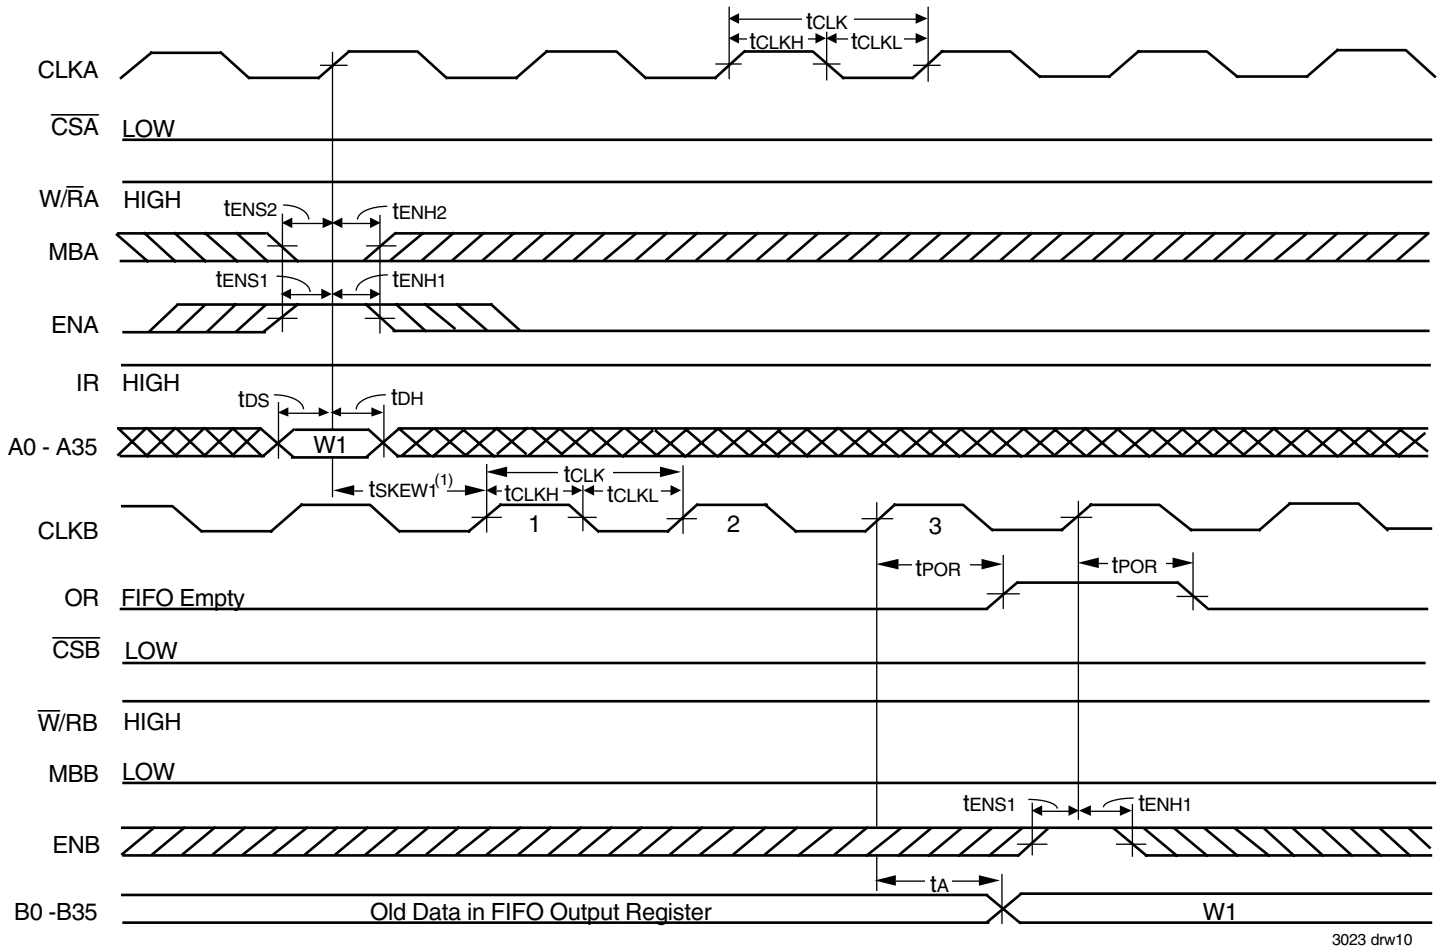 tCLK
tCLKH tCLKL
CLKA
CSA LOW
W/RA HIGH
tENS2 tENH2
MBA
tENS1 tENH1
ENA
IR HIGH
tDS tDH
A0 - A35 W1
tSKEW1(1) tCLK
tCLKH tCLKL
CLKB 1 2 3
tPOR tPOR
OR FIFO Empty
CSB LOW
W/RB HIGH
MBB LOW
tENS1 tENH1
ENB
tA
B0 -B35 Old Data in FIFO Output Register W1
3023 drw10